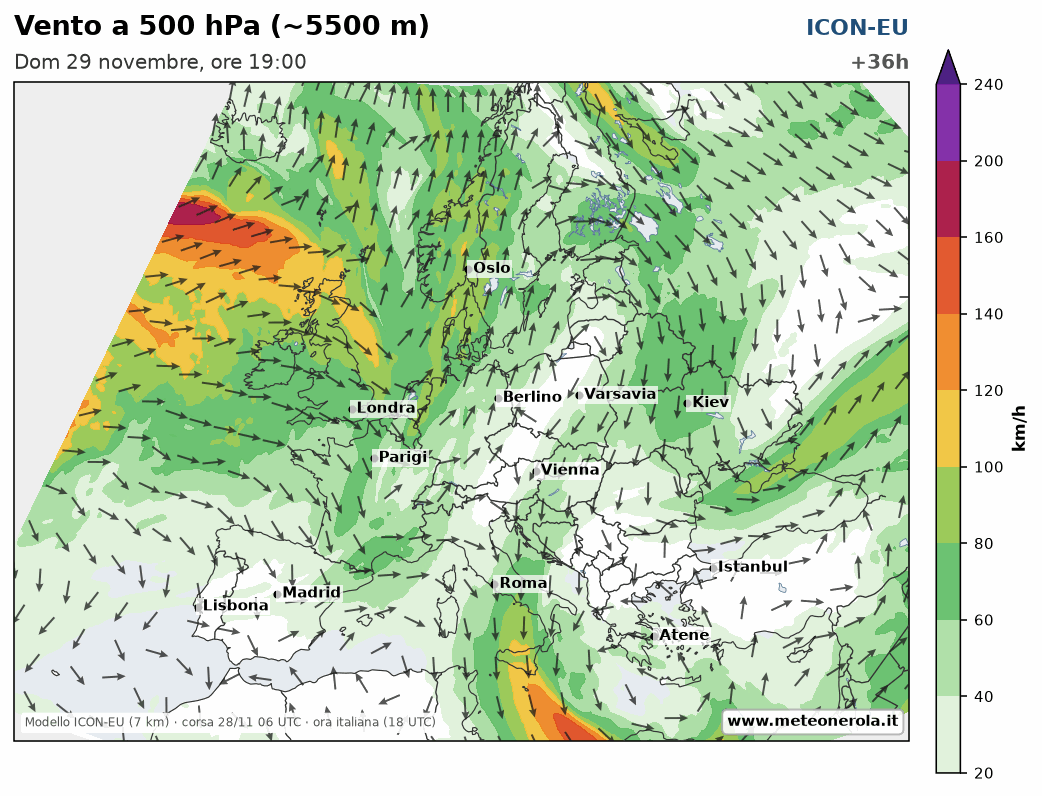 Vento a 500 hPa (~5500 m)
ICON-EU
Dom 29 novembre, ore 19:00
+36h
240
200
160
140
120
100
80
60
40
20
km/h
Oslo
Berlino
Varsavia
Kiev
Londra
Parigi
Vienna
Istanbul
Roma
Madrid
Lisbona
Atene
Modello ICON-EU (7 km) · corsa 28/11 06 UTC · ora italiana (18 UTC)
www.meteonerola.it